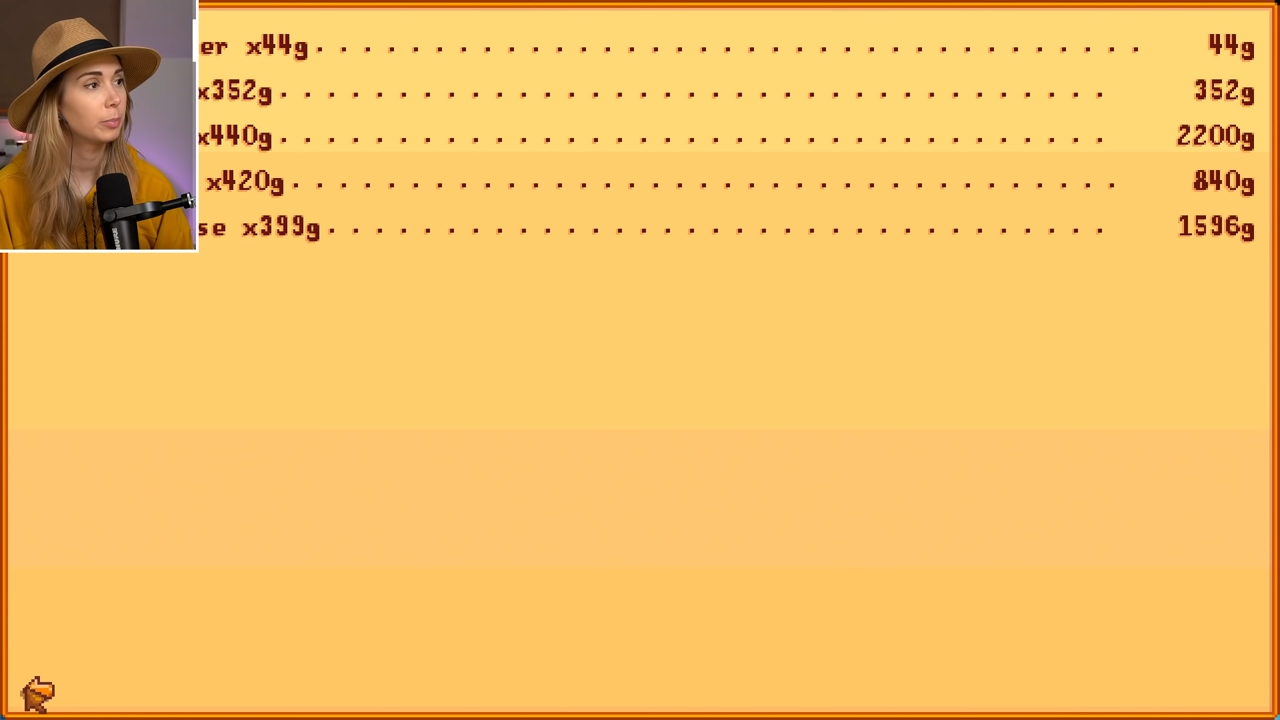 er x44g. . . . . . . . . . . . . . . . . . . . . . . . . . . . . . . . . . . 44g
x352g. . . . . . . . . . . . . . . . . . . . . . . . . . . . . . . . . . . 352g
x440g. . . . . . . . . . . . . . . . . . . . . . . . . . . . . . . . . . . 2200g
x420g. . . . . . . . . . . . . . . . . . . . . . . . . . . . . . . . . . . 840g
se x399g. . . . . . . . . . . . . . . . . . . . . . . . . . . . . . . . . 1596g